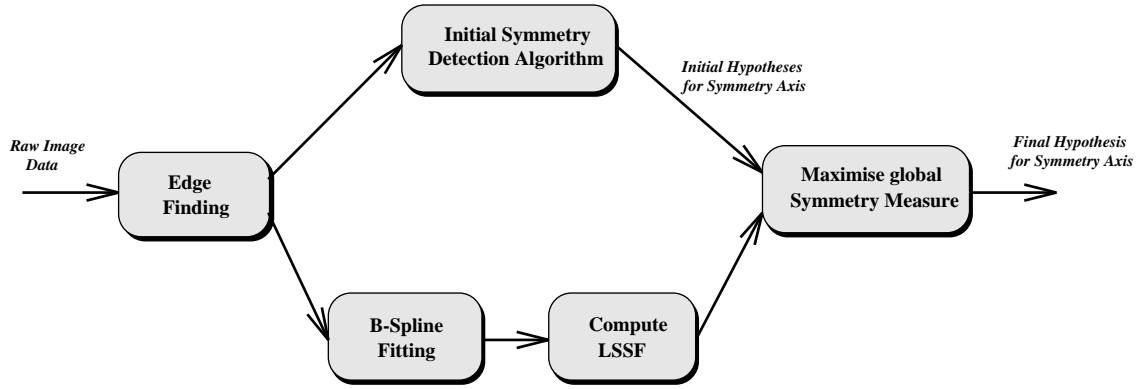 Raw Image
Data
Edge
Finding
Initial Symmetry
Detection Algorithm
Initial Hypotheses
for Symmetry Axis
B-Spline
Fitting
Compute
LSSF
Maximise global
Symmetry Measure
Final Hypothesis
for Symmetry Axis